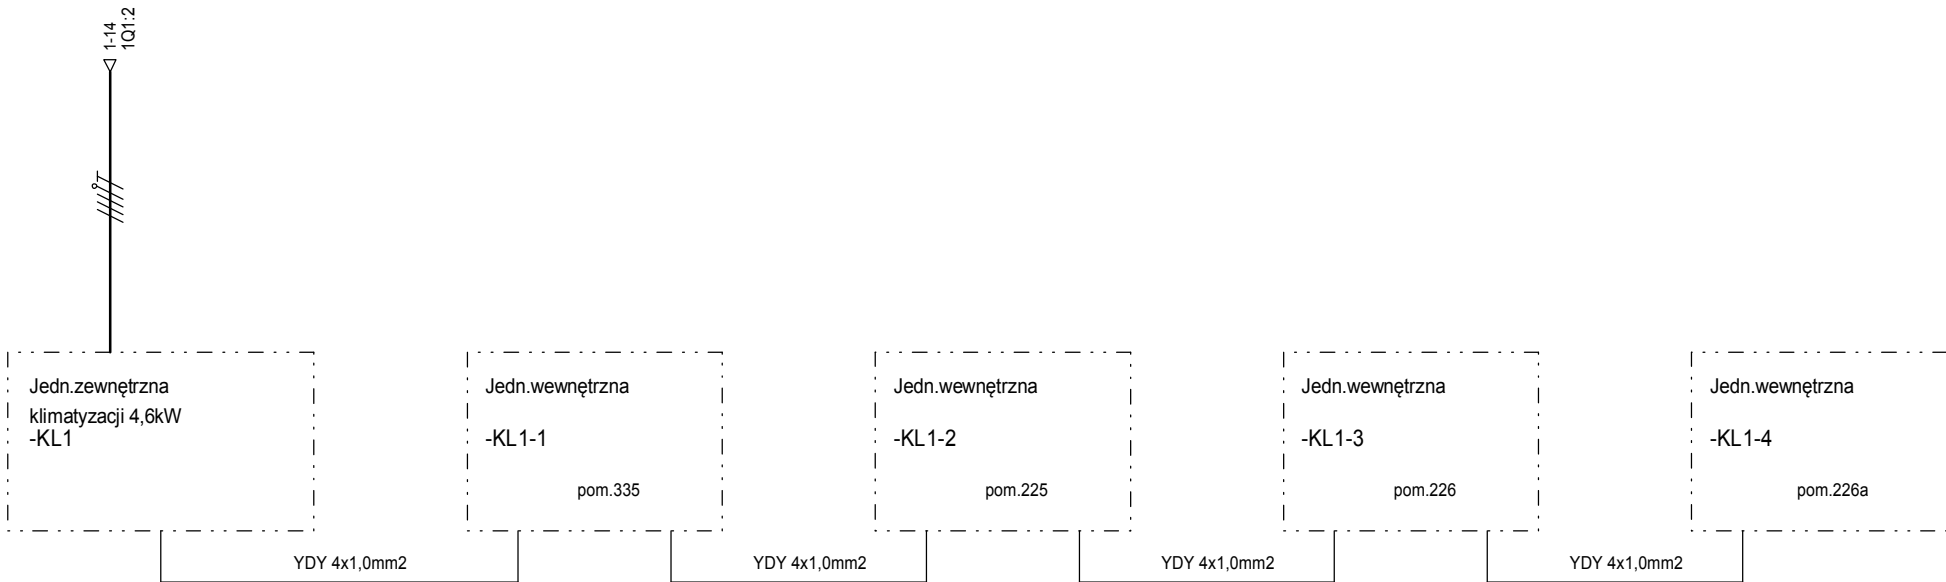 1-14
1Q1:2
Jedn.zewnętrzna
klimatyzacji 4,6kW
-KL1
Jedn.wewnętrzna
-KL1-1
pom.335
Jedn.wewnętrzna
-KL1-2
pom.225
Jedn.wewnętrzna
-KL1-3
pom.226
Jedn.wewnętrzna
-KL1-4
pom.226a
YDY 4x1,0mm2
YDY 4x1,0mm2
YDY 4x1,0mm2
YDY 4x1,0mm2